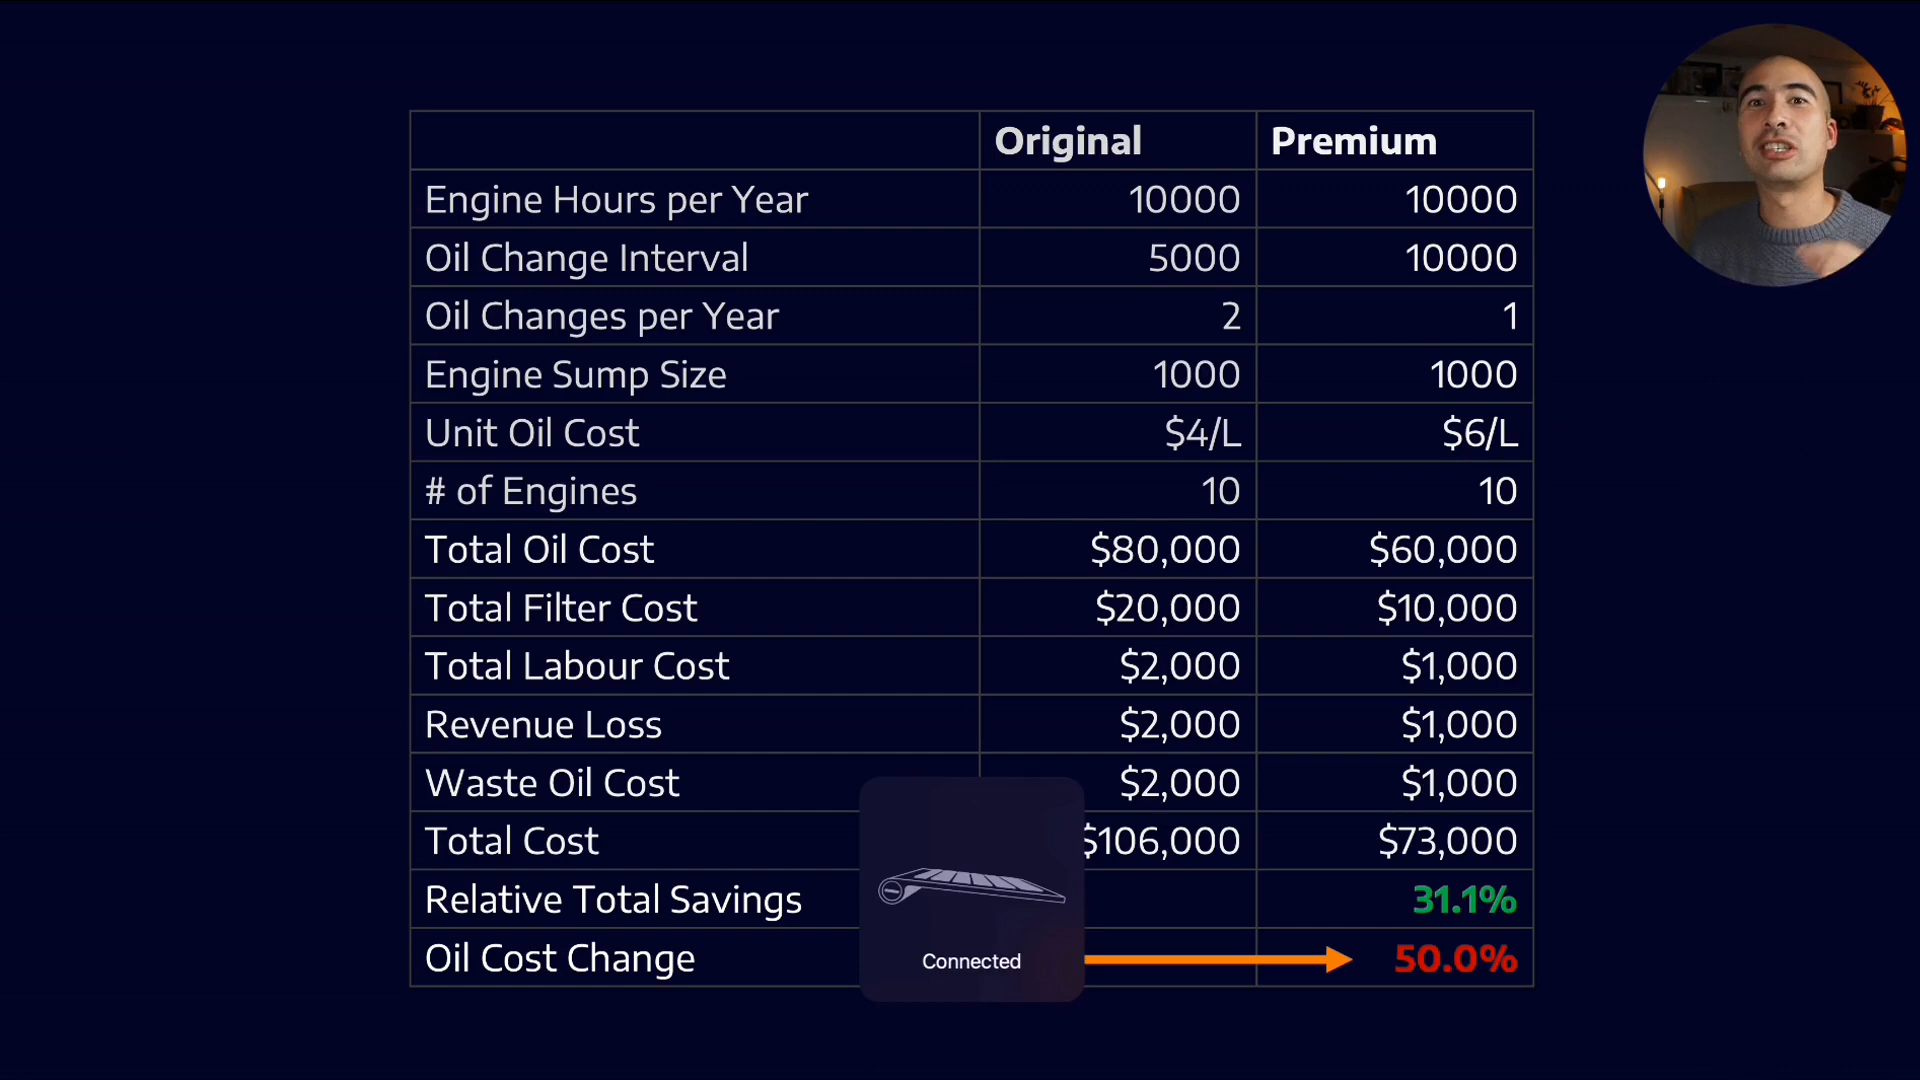 Original Premium
Engine Hours per Year 10000 10000
Oil Change Interval 5000 10000
Oil Changes per Year 2 1
Engine Sump Size 1000 1000
Unit Oil Cost $4/L $6/L
# of Engines 10 10
Total Oil Cost $80,000 $60,000
Total Filter Cost $20,000 $10,000
Total Labour Cost $2,000 $1,000
Revenue Loss $2,000 $1,000
Waste Oil Cost $2,000 $1,000
Total Cost $106,000 $73,000
Relative Total Savings 31.1%
Oil Cost Change 50.0%
Connected